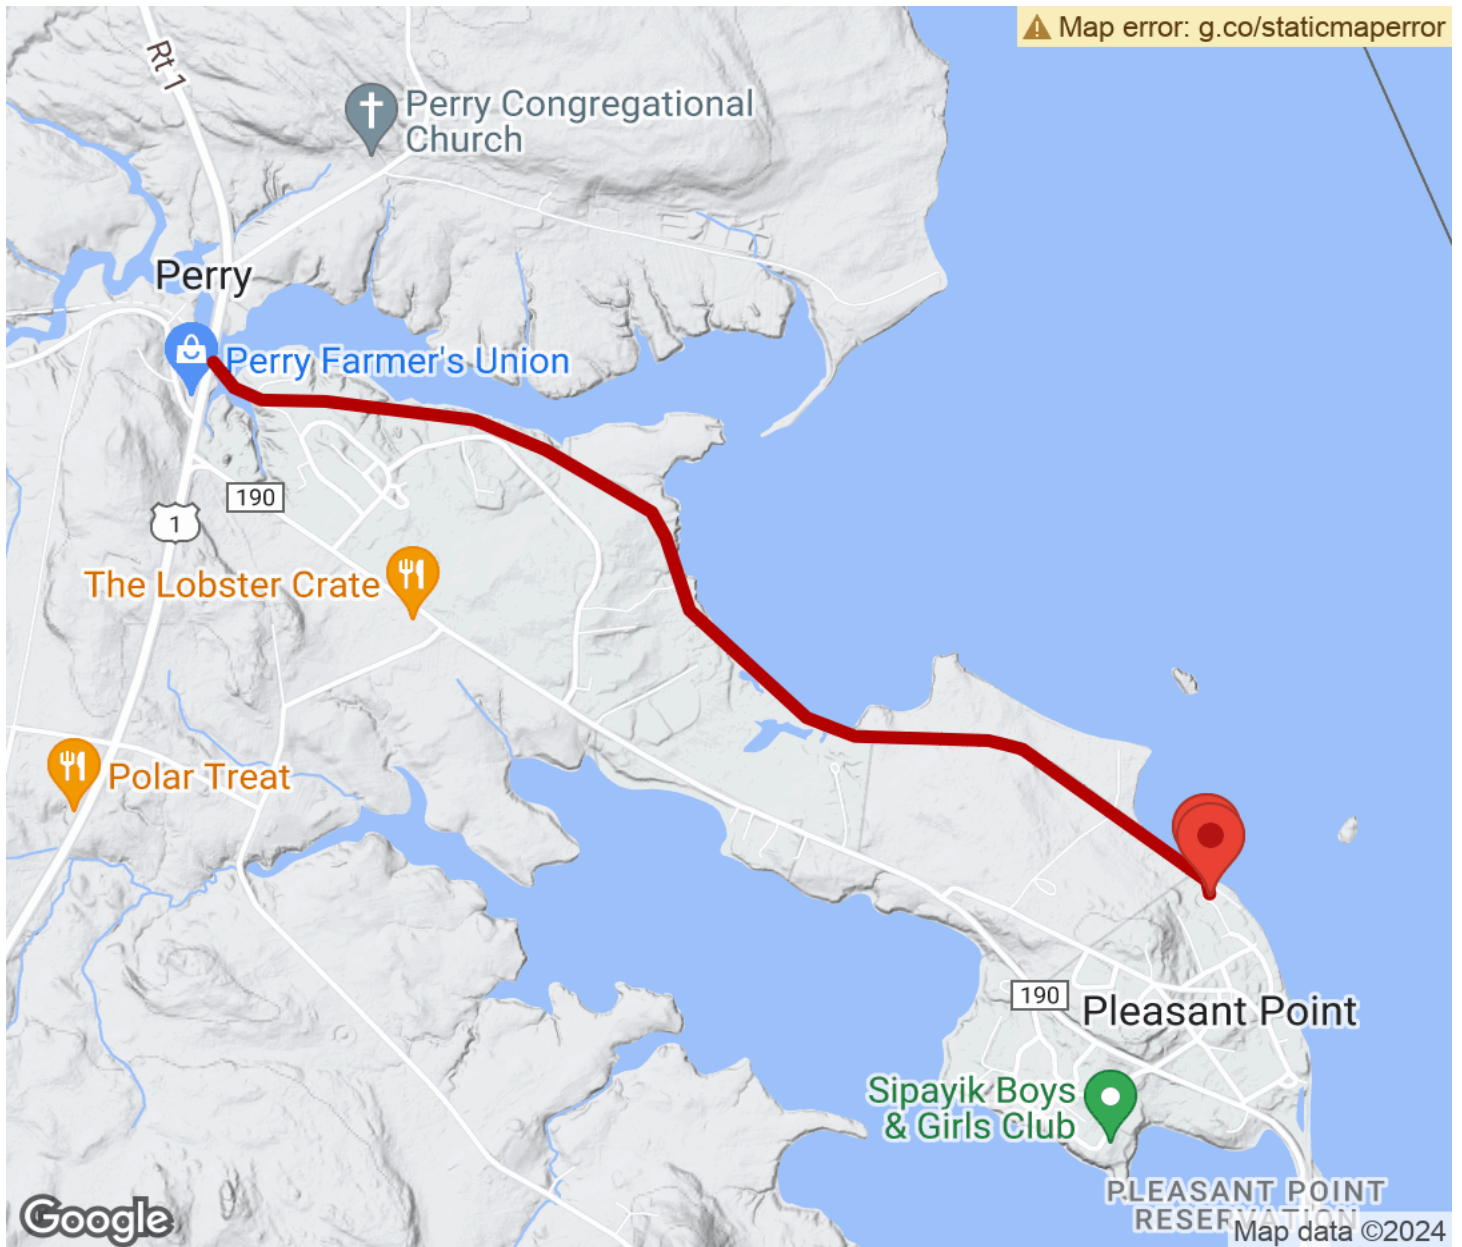 Map error: g.co/staticmaperror
Rt 1
Perry Congregational
Church
Perry
Perry Farmer's Union
190
1
The Lobster Crate
Polar Treat
190
Pleasant Point
Sipayik Boys
& Girls Club
PLEASANT POINT
RESERVATION
Google
Map data ©2024